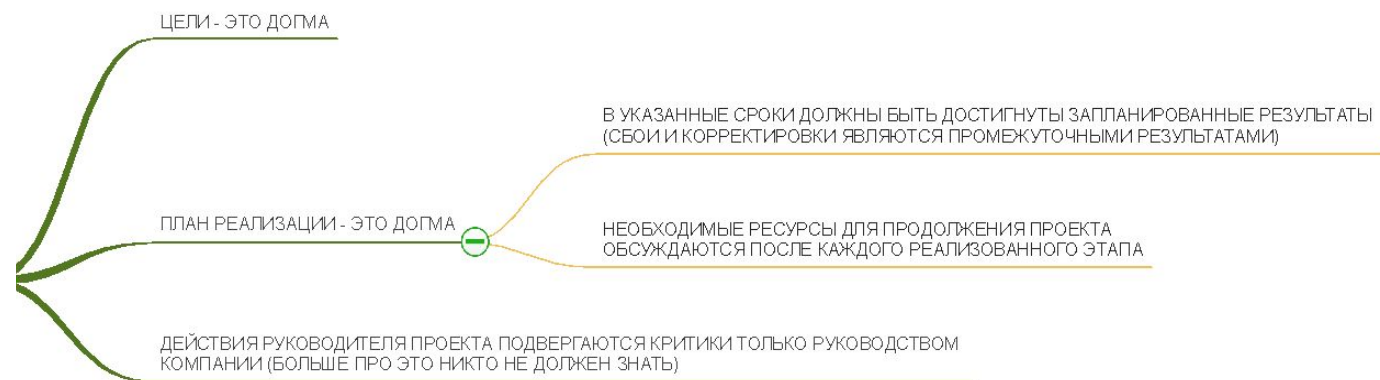 ЦЕЛИ - ЭТО ДОГМА
В УКАЗАННЫЕ СРОКИ ДОЛЖНЫ БЫТЬ ДОСТИГНУТЫ ЗАПЛАНИРОВАННЫЕ РЕЗУЛЬТАТЫ
(СБОИ И КОРРЕКТИРОВКИ ЯВЛЯЮТСЯ ПРОМЕЖУТОЧНЫМИ РЕЗУЛЬТАТАМИ)
ПЛАН РЕАЛИЗАЦИИ - ЭТО ДОГМА
НЕОБХОДИМЫЕ РЕСУРСЫ ДЛЯ ПРОДОЛЖЕНИЯ ПРОЕКТА
ОБСУЖДАЮТСЯ ПОСЛЕ КАЖДОГО РЕАЛИЗОВАННОГО ЭТАПА
ДЕЙСТВИЯ РУКОВОДИТЕЛЯ ПРОЕКТА ПОДВЕРГАЮТСЯ КРИТИКИ ТОЛЬКО РУКОВОДСТВОМ
КОМПАНИИ (БОЛЬШЕ ПРО ЭТО НИКТО НЕ ДОЛЖЕН ЗНАТЬ)